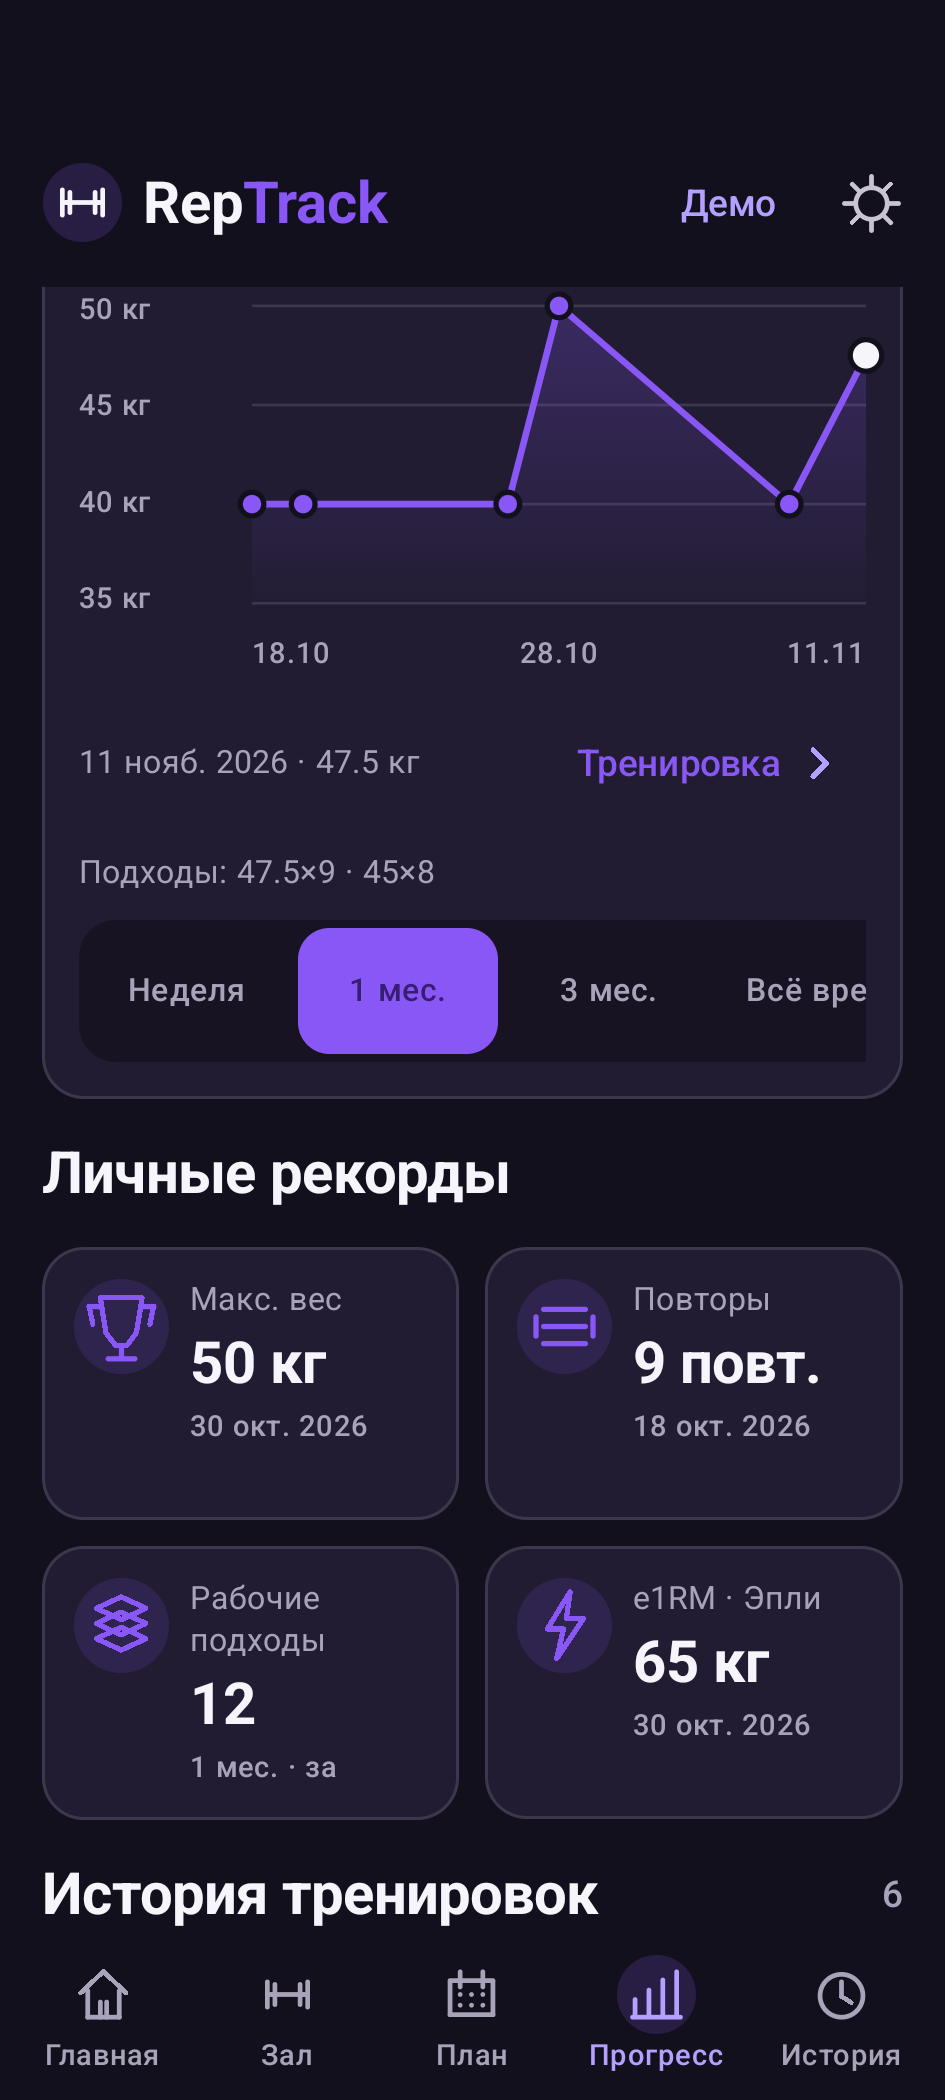 RepTrack
Демо
50 кг
45 кг
40 кг
35 кг
18.10 28.10 11.11
11 нояб. 2026 · 47.5 кг
Тренировка
Подходы: 47.5×9 · 45×8
Неделя 1 мес. 3 мес. Всё вре
Личные рекорды
Макс. вес
50 кг
30 окт. 2026
Повторы
9 повт.
18 окт. 2026
Рабочие
подходы
12
1 мес. · за
e1RM · Эпли
65 кг
30 окт. 2026
История тренировок 6
Главная Зал План Прогресс История